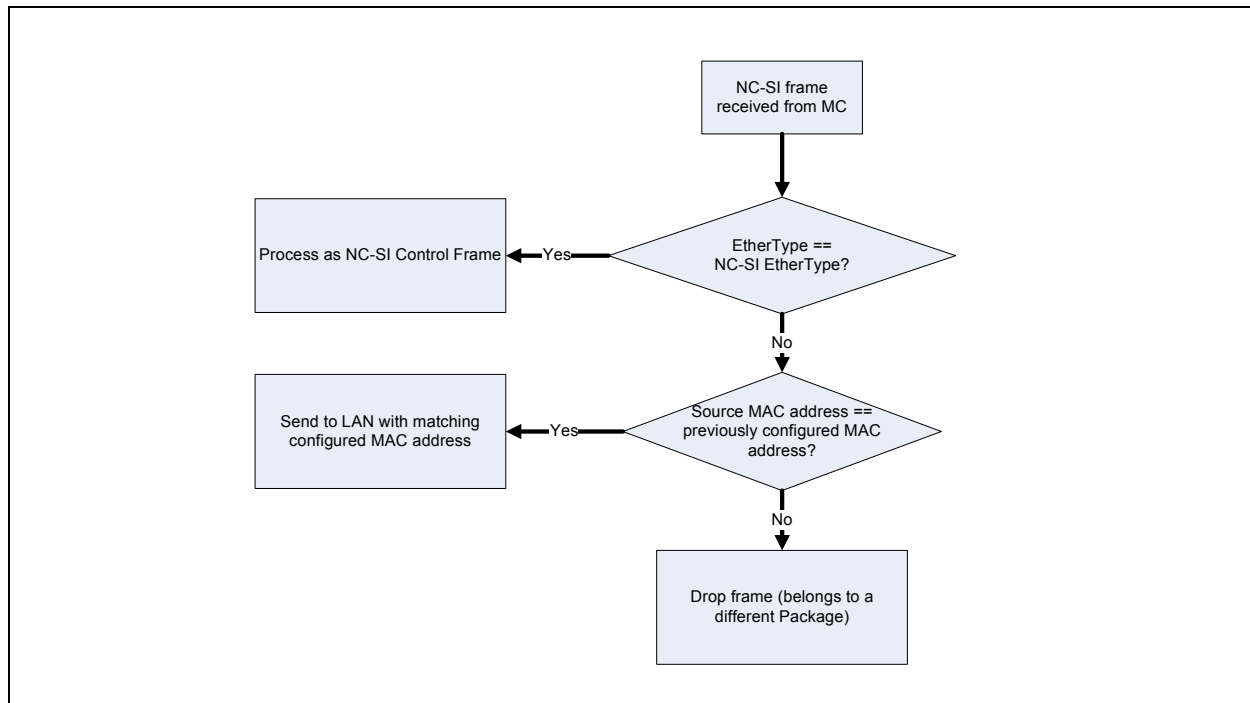 NC-SI frame
received from MC
EtherType ==
NC-SI EtherType?
Yes
Process as NC-SI Control Frame
No
Source MAC address ==
previously configured MAC
address?
Yes
Send to LAN with matching
configured MAC address
No
Drop frame (belongs to a
different Package)